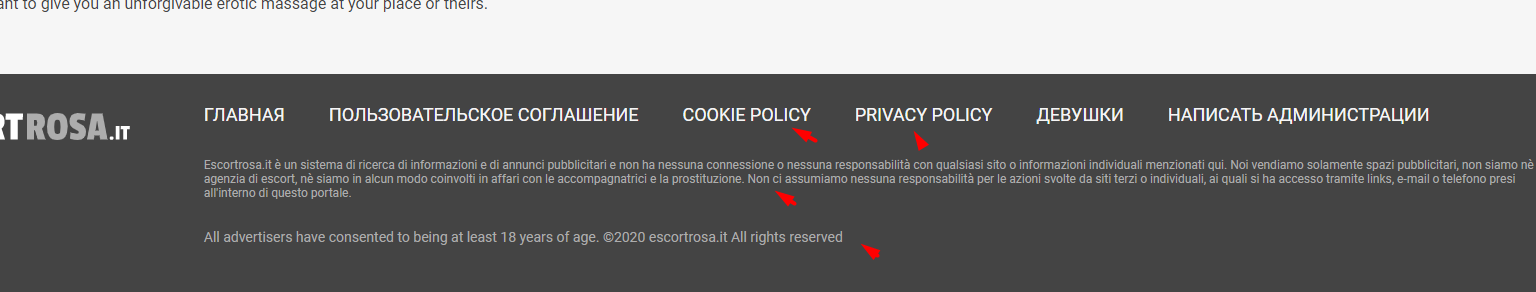 ant to give you an unforgivable erotic massage at your place or theirs.
RTROSA.IT
ГЛАВНАЯ ПОЛЬЗОВАТЕЛЬСКОЕ СОГЛАШЕНИЕ COOKIE POLICY PRIVACY POLICY ДЕВУШКИ НАПИСАТЬ АДМИНИСТРАЦИИ
Escortrosa.it è un sistema di ricerca di informazioni e di annunci pubblicitari e non ha nessuna connessione o nessuna responsabilità con qualsiasi sito o informazioni individuali menzionati qui. Noi vendiamo solamente spazi pubblicitari, non siamo nè
agenzia di escort, nè siamo in alcun modo coinvolti in affari con le accompagnatrici e la prostituzione. Non ci assumiamo nessuna responsabilità per le azioni svolte da siti terzi o individuali, ai quali si ha accesso tramite links, e-mail o telefono presi
all'interno di questo portale.
All advertisers have consented to being at least 18 years of age. ©2020 escortrosa.it All rights reserved